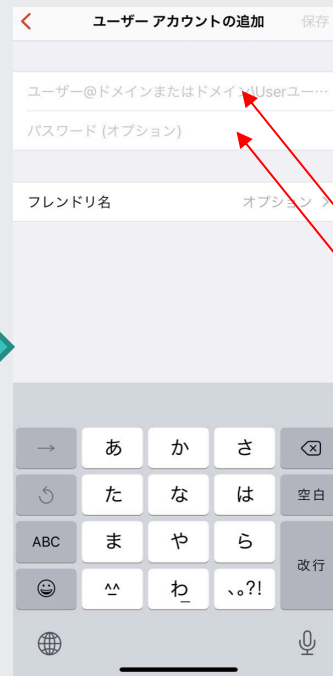 ユーザー アカウントの追加 保存
ユーザー@ドメインまたはドメイン\Userユー…
パスワード (オプション)
フレンドリ名 オプション
→ あ か さ
た な は 空白
ABC ま や ら 改行
^^ わ 、。?!